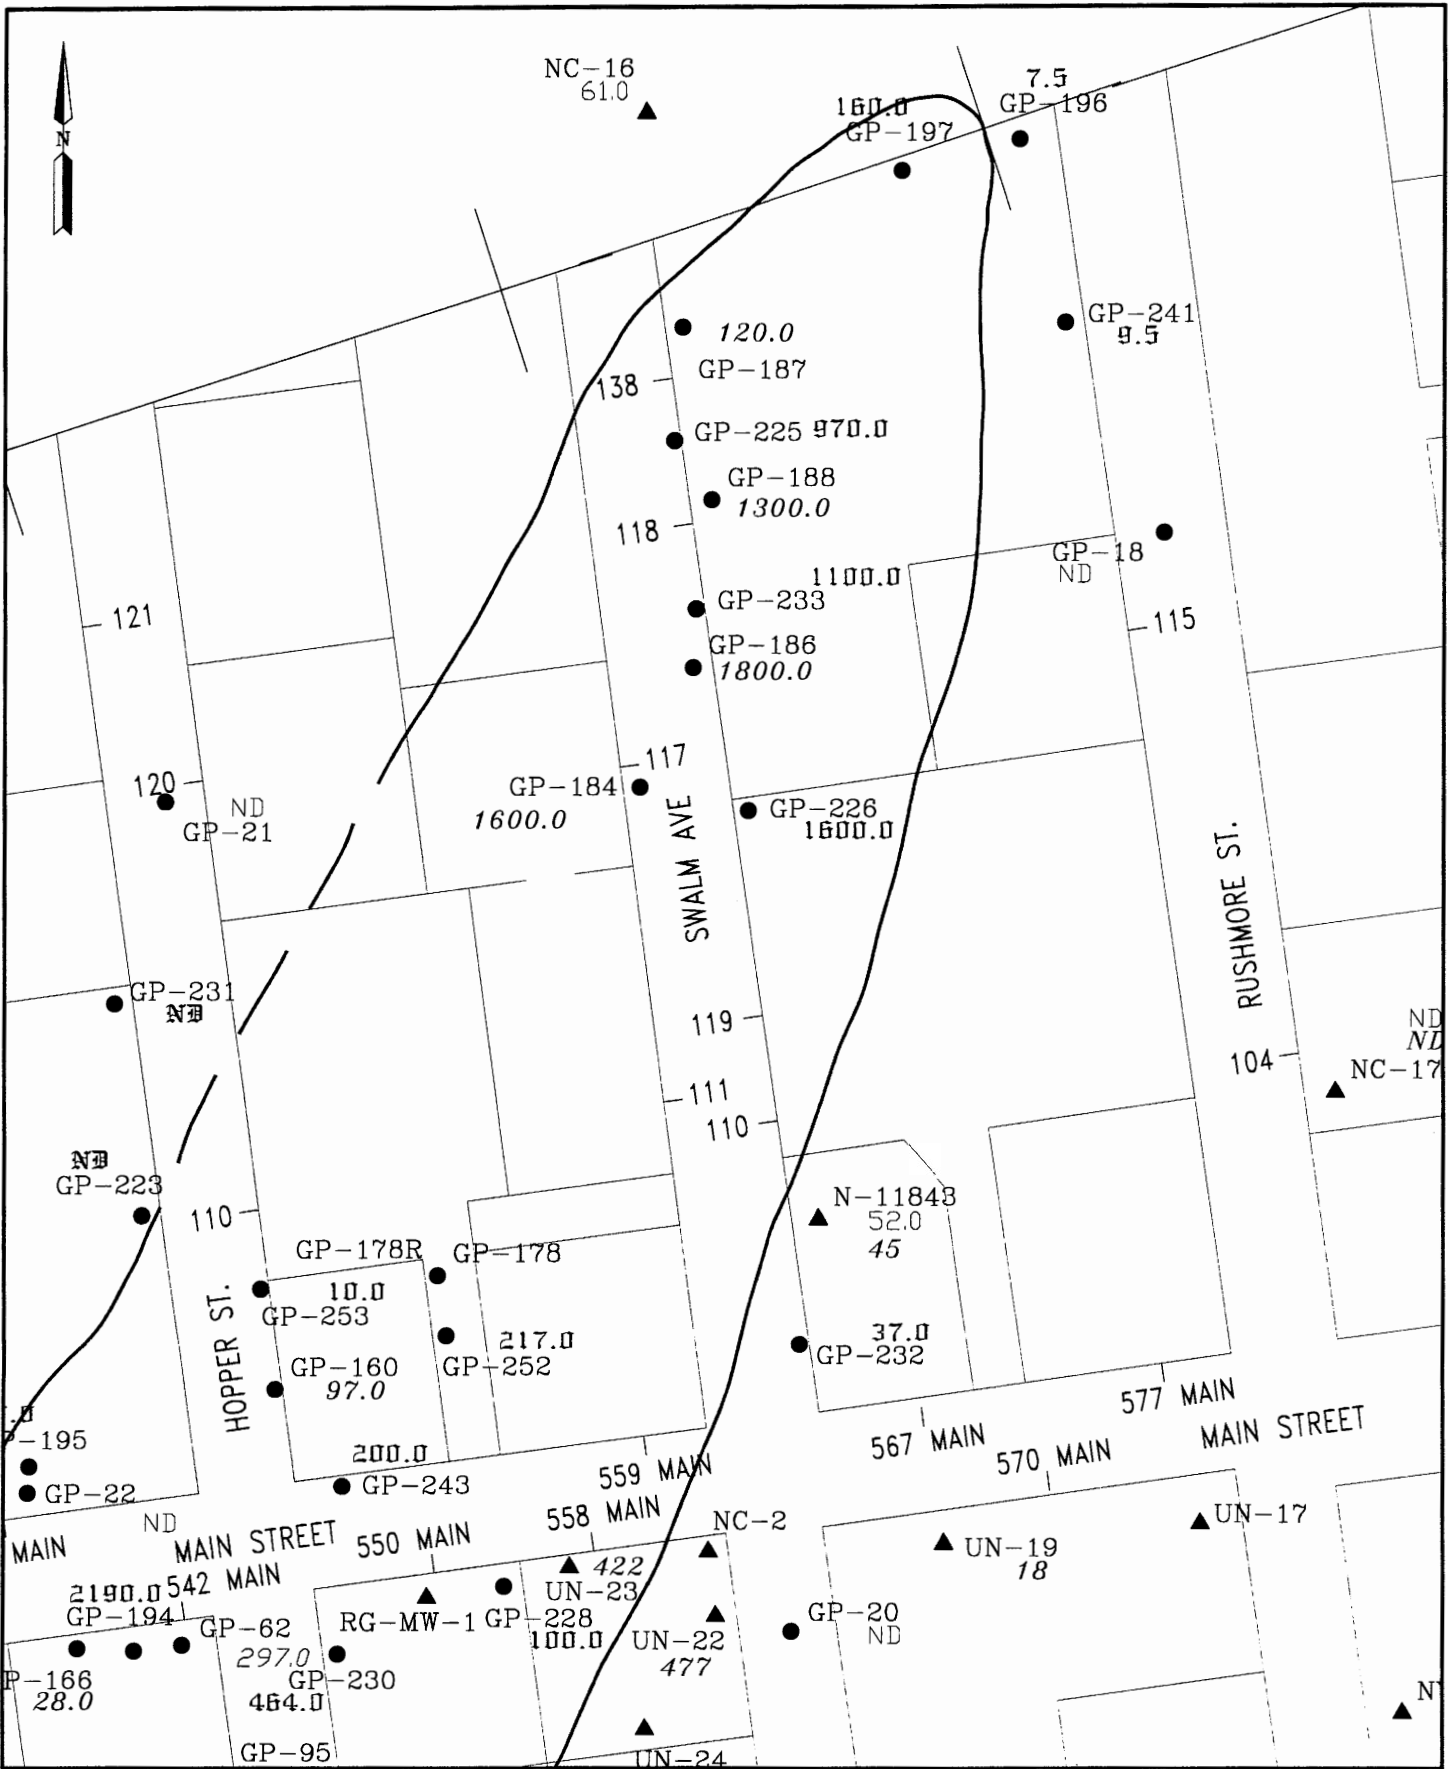 N
NC-16
61.0
7.5
GP-196
160.0
GP-197
120.0
GP-187
138
GP-241
9.5
GP-225 970.0
GP-188
1300.0
118
GP-18
ND
1100.0
GP-233
GP-186
1800.0
121
115
117
GP-184
1600.0
120
ND
GP-21
GP-226
1600.0
SWALM AVE
RUSHMORE ST.
GP-231
ND
119
111
110
104
ND
NC-17
ND
GP-223
110
N-11843
52.0
45
GP-178R
GP-178
10.0
GP-253
HOPPER ST.
217.0
GP-252
GP-160
97.0
37.0
GP-232
577 MAIN
567 MAIN
MAIN STREET
570 MAIN
.0
P-195
GP-22
200.0
GP-243
559 MAIN
ND
MAIN
MAIN STREET
550 MAIN
558 MAIN
NC-2
UN-17
UN-19
18
2190.0
542 MAIN
GP-194
GP-62
297.0
RG-MW-1
GP-228
100.0
422
UN-23
UN-22
477
GP-20
ND
P-166
28.0
GP-230
464.0
GP-95
UN-24